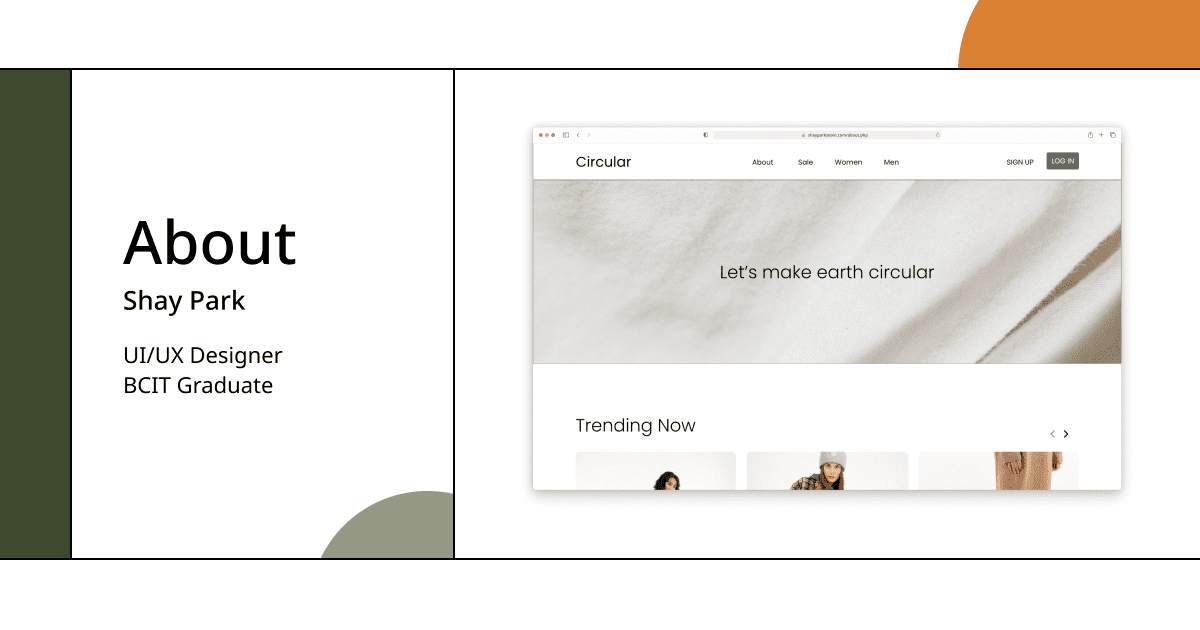 About
Shay Park
UI/UX Designer
BCIT Graduate
Circular
About Sale Women Men
SIGN UP LOG IN
Let's make earth circular
Trending Now